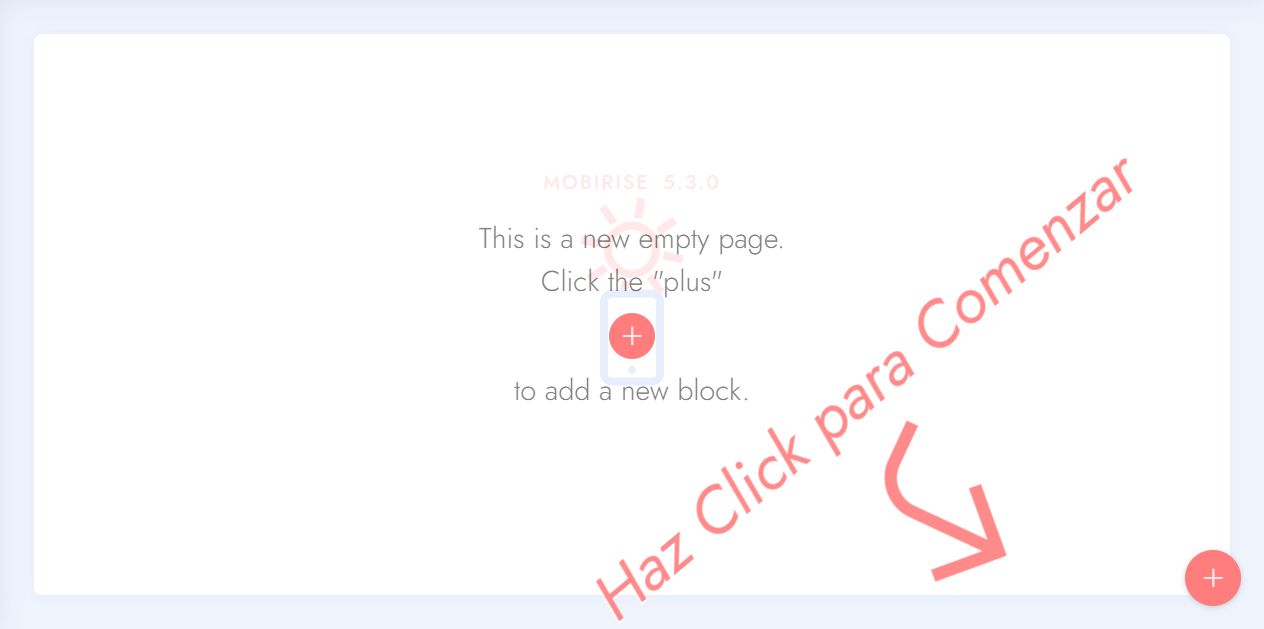 MOBIRISE 5.3.0
This is a new empty page.
Click the "plus"
to add a new block.
Haz Click para Comenzar